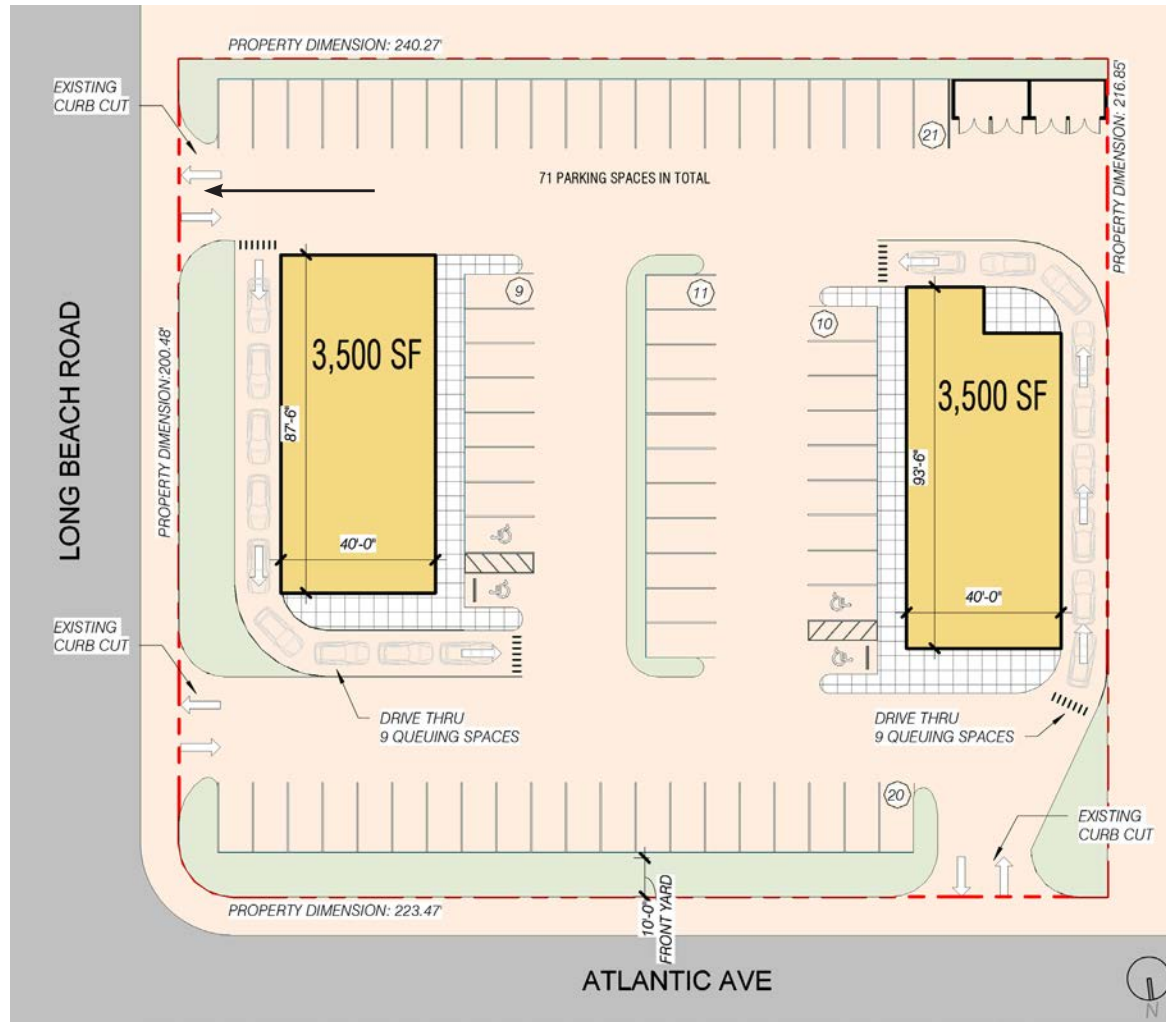 PROPERTY DIMENSION: 240.27'
EXISTING
CURB CUT
PROPERTY DIMENSION: 216.85'
21
71 PARKING SPACES IN TOTAL
9
11
10
3,500 SF
87'-6"
40'-0"
3,500 SF
93'-6"
40'-0"
LONG BEACH ROAD
PROPERTY DIMENSION:200.48'
EXISTING
CURB CUT
DRIVE THRU
9 QUEUING SPACES
DRIVE THRU
9 QUEUING SPACES
20
EXISTING
CURB CUT
10'-0"
FRONT YARD
PROPERTY DIMENSION: 223.47'
ATLANTIC AVE
N